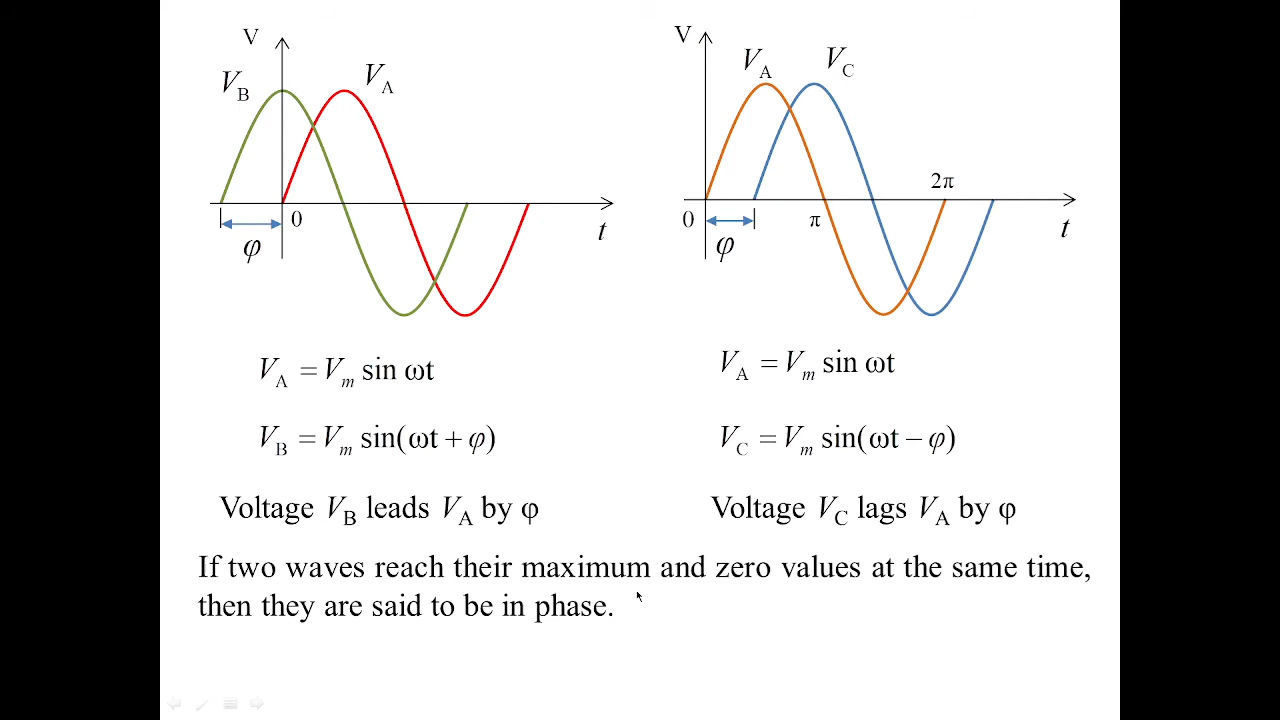 V
V_B
V_A
0
φ
t
V
V_A
V_C
2π
0
π
φ
t
V_A = V_m sin ωt
V_B = V_m sin(ωt + φ)
Voltage V_B leads V_A by φ
V_A = V_m sin ωt
V_C = V_m sin(ωt − φ)
Voltage V_C lags V_A by φ
If two waves reach their maximum and zero values at the same time,
then they are said to be in phase.